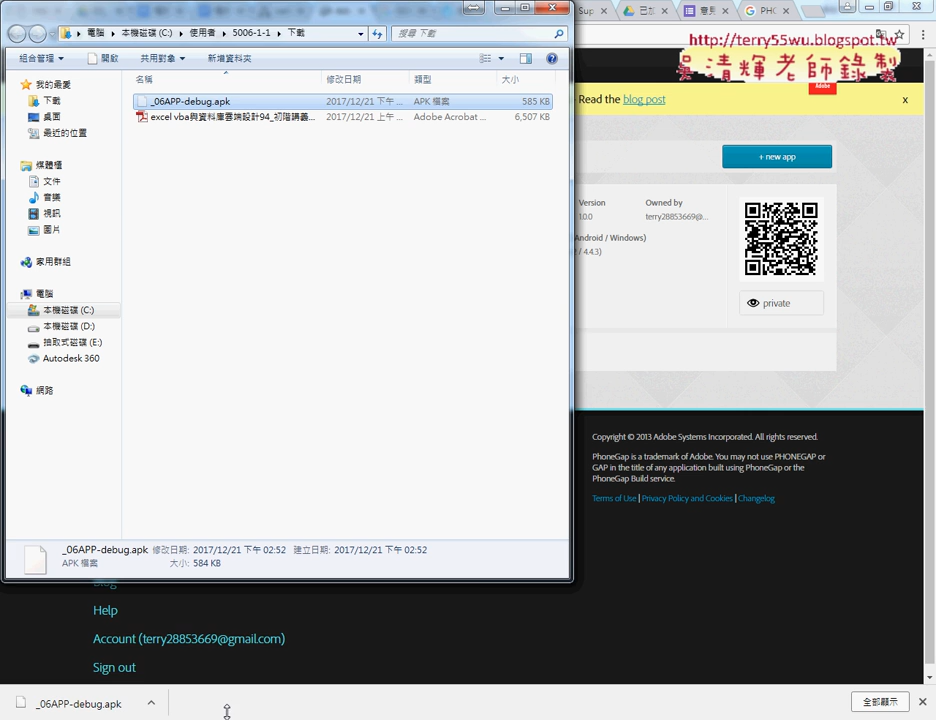 Sup
已加
意見
PHC
電腦 ▸ 本機磁碟 (C:) ▸ 使用者 ▸ 5006-1-1 ▸ 下載
搜尋 下載
http://terry55wu.blogspot.tw
吳清輝老師錄製
組合管理 ▼ 開啟 共用對象 ▼ 新增資料夾
名稱 修改日期 類型 大小
_06APP-debug.apk 2017/12/21 下午 ... APK 檔案 585 KB
excel vba與資料庫雲端設計94_初階講義... 2017/12/21 上午 ... Adobe Acrobat ... 6,507 KB
我的最愛
下載
桌面
最近的位置
媒體櫃
文件
音樂
視訊
圖片
家用群組
電腦
本機磁碟 (C:)
本機磁碟 (D:)
抽取式磁碟 (E:)
Autodesk 360
網路
_06APP-debug.apk 修改日期: 2017/12/21 下午 02:52 建立日期: 2017/12/21 下午 02:52
APK 檔案 大小: 584 KB
Adobe
Read the blog post x
+ new app
Version Owned by
1.0.0 terry28853669@...
Android / Windows)
/ 4.4.3)
private
Copyright © 2013 Adobe Systems Incorporated. All rights reserved.
PhoneGap is a trademark of Adobe. You may not use PHONEGAP or
GAP in the title of any application built using PhoneGap or the
PhoneGap Build service.
Terms of Use | Privacy Policy and Cookies | Changelog
Blog
Help
Account (terry28853669@gmail.com)
Sign out
_06APP-debug.apk
全部顯示